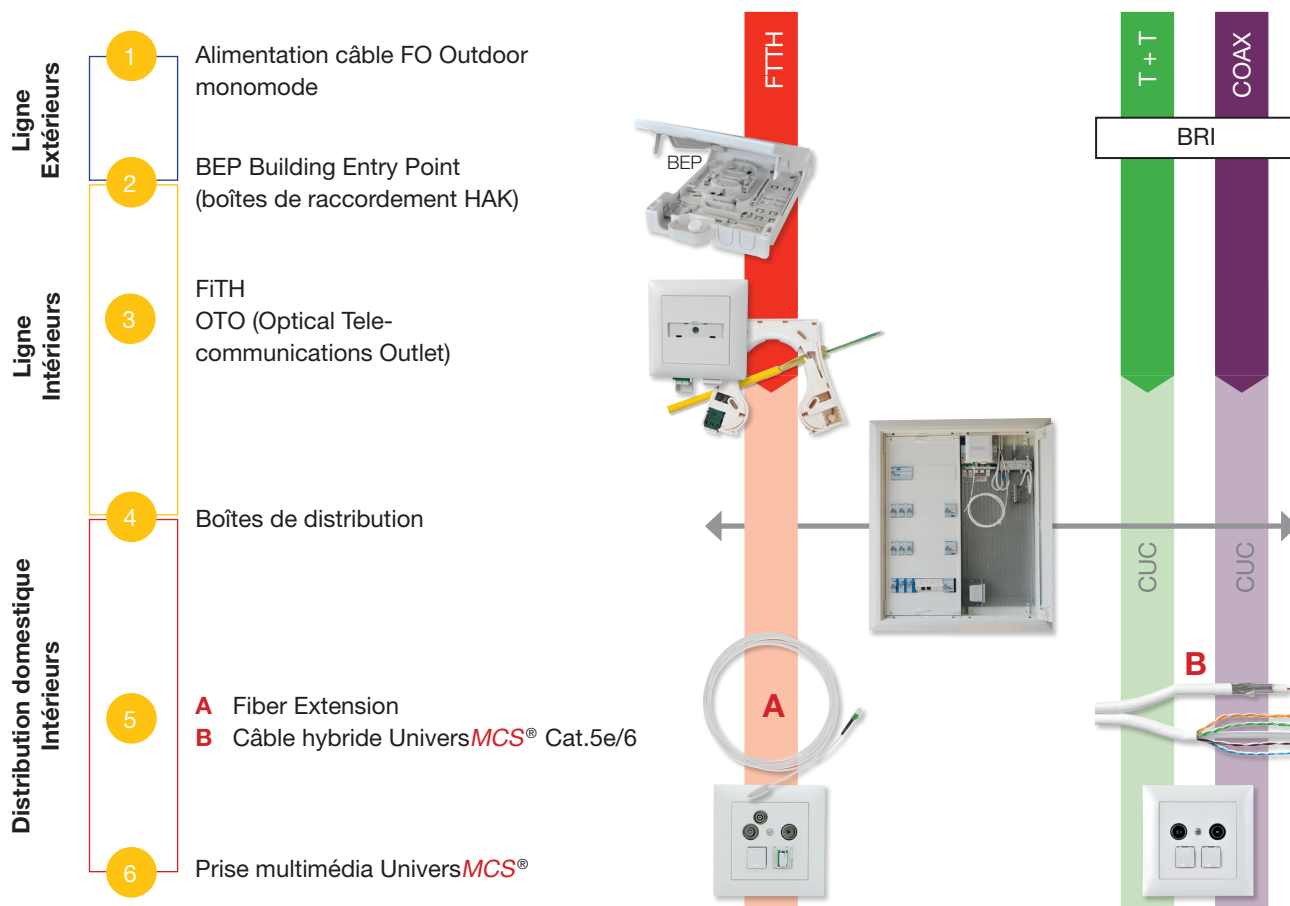 Ligne
Extérieurs
1
Alimentation câble FO Outdoor
monomode
2
BEP Building Entry Point
(boîtes de raccordement HAK)
Ligne
Intérieurs
3
FiTH
OTO (Optical Tele-
communications Outlet)
4
Boîtes de distribution
Distribution domestique
Intérieurs
5
A Fiber Extension
B Câble hybride UniversMCS® Cat.5e/6
6
Prise multimédia UniversMCS®
FTTH
T + T
COAX
BRI
BEP
CUC
CUC
A
B